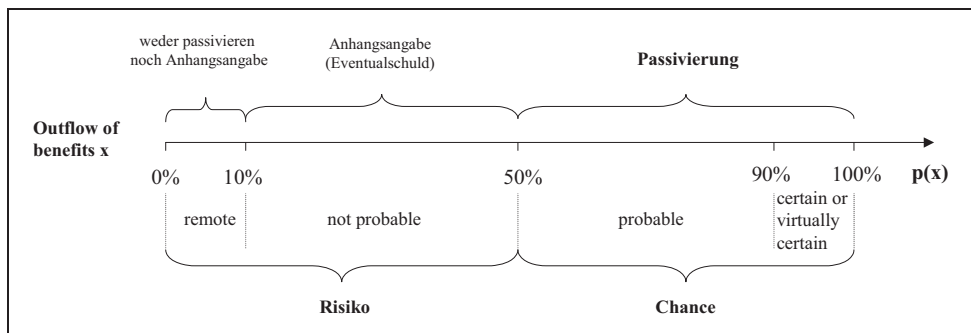 weder passivieren
noch Anhangsangabe
Anhangsangabe
(Eventualschuld)
Passivierung
Outflow of
benefits x
0%
10%
50%
90%
100%
p(x)
remote
not probable
probable
certain or
virtually
certain
Risiko
Chance